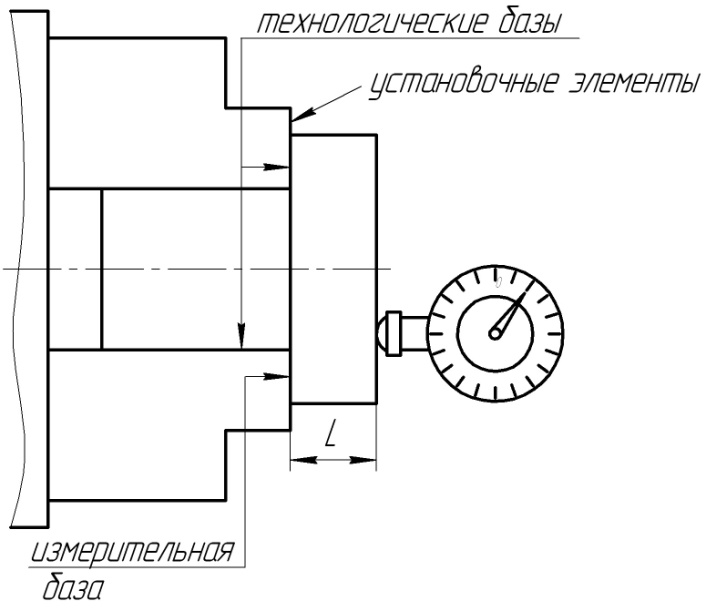 технологические базы
установочные элементы
L
измерительная
база